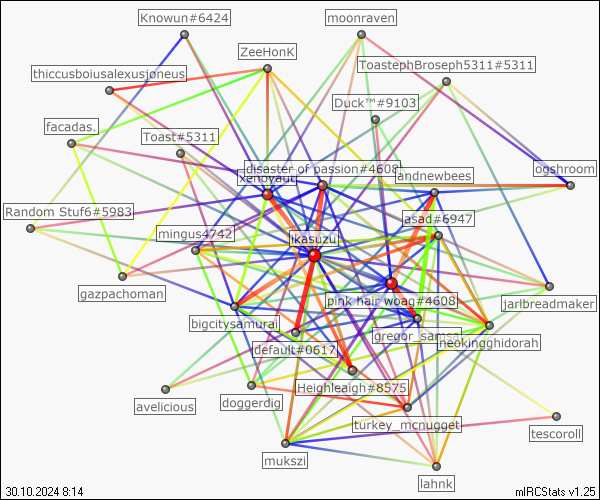 Knowun#6424
moonraven
ZeeHonK
ToastephBroseph5311#5311
thiccusboiusalexusjoneus
Duck™#9103
facadas.
Toast#5311
disaster of passion#4608
ogshroom
xenoyaut
andnewbees
Random Stuf6#5983
asad#6947
mingus4742
ikasuzu
gazpachoman
pink hair woag#4608
jarlbreadmaker
bigcitysamurai
gregor_samsa
neokingghidorah
default#0617
Heighleaigh#8575
avelicious
doggerdig
turkey_mcnugget
tescoroll
mukszi
lahnk
30.10.2024 8:14
mIRCStats v1.25